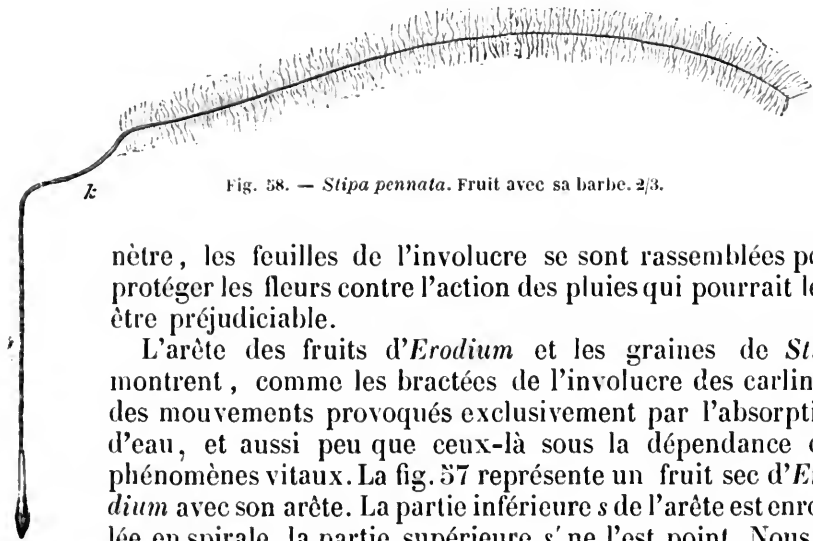 k
Fig. 58. — Stipa pennata. Fruit avec sa barbe. 2/3.
nètre, les feuilles de l'involucre se sont rassemblées po
protéger les fleurs contre l'action des pluies qui pourrait le
être préjudiciable.
L'arête des fruits d'Erodium et les graines de St
montrent, comme les bractées de l'involucre des carlin
des mouvements provoqués exclusivement par l'absorpti
d'eau, et aussi peu que ceux-là sous la dépendance
phénomènes vitaux. La fig. 57 représente un fruit sec d'E
dium avec son arête. La partie inférieure s de l'arête est enro
lée en spirale, la partie supérieure s' ne l'est point. Nous